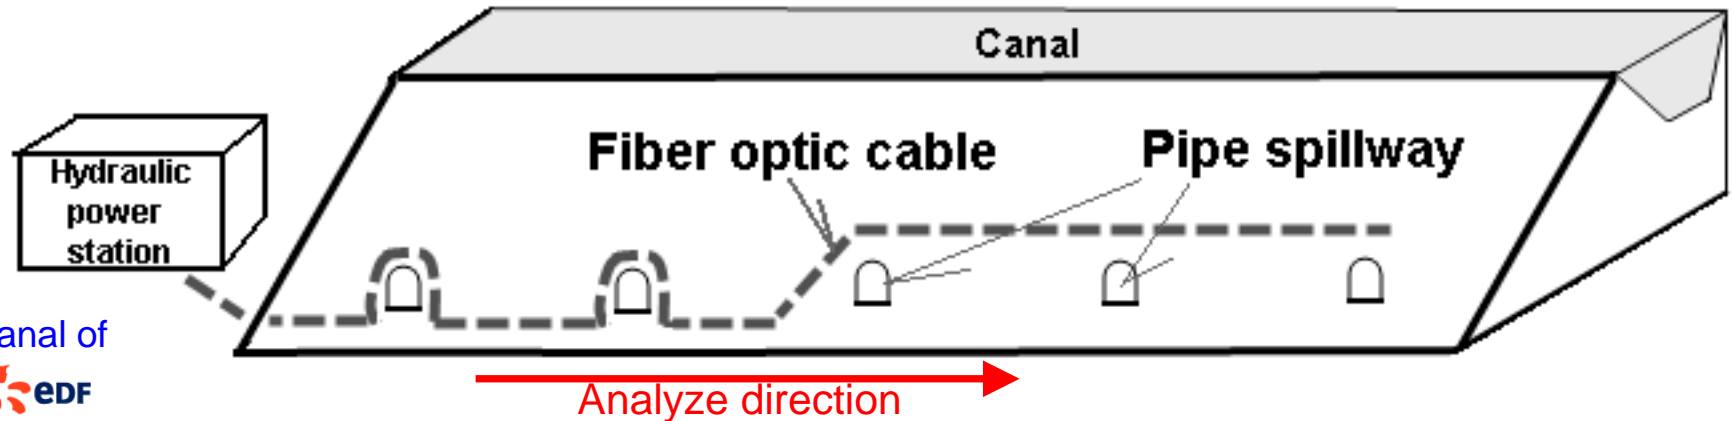 Canal
Fiber optic cable
Pipe spillway
Hydraulic
power
station
anal of
eDF
Analyze direction